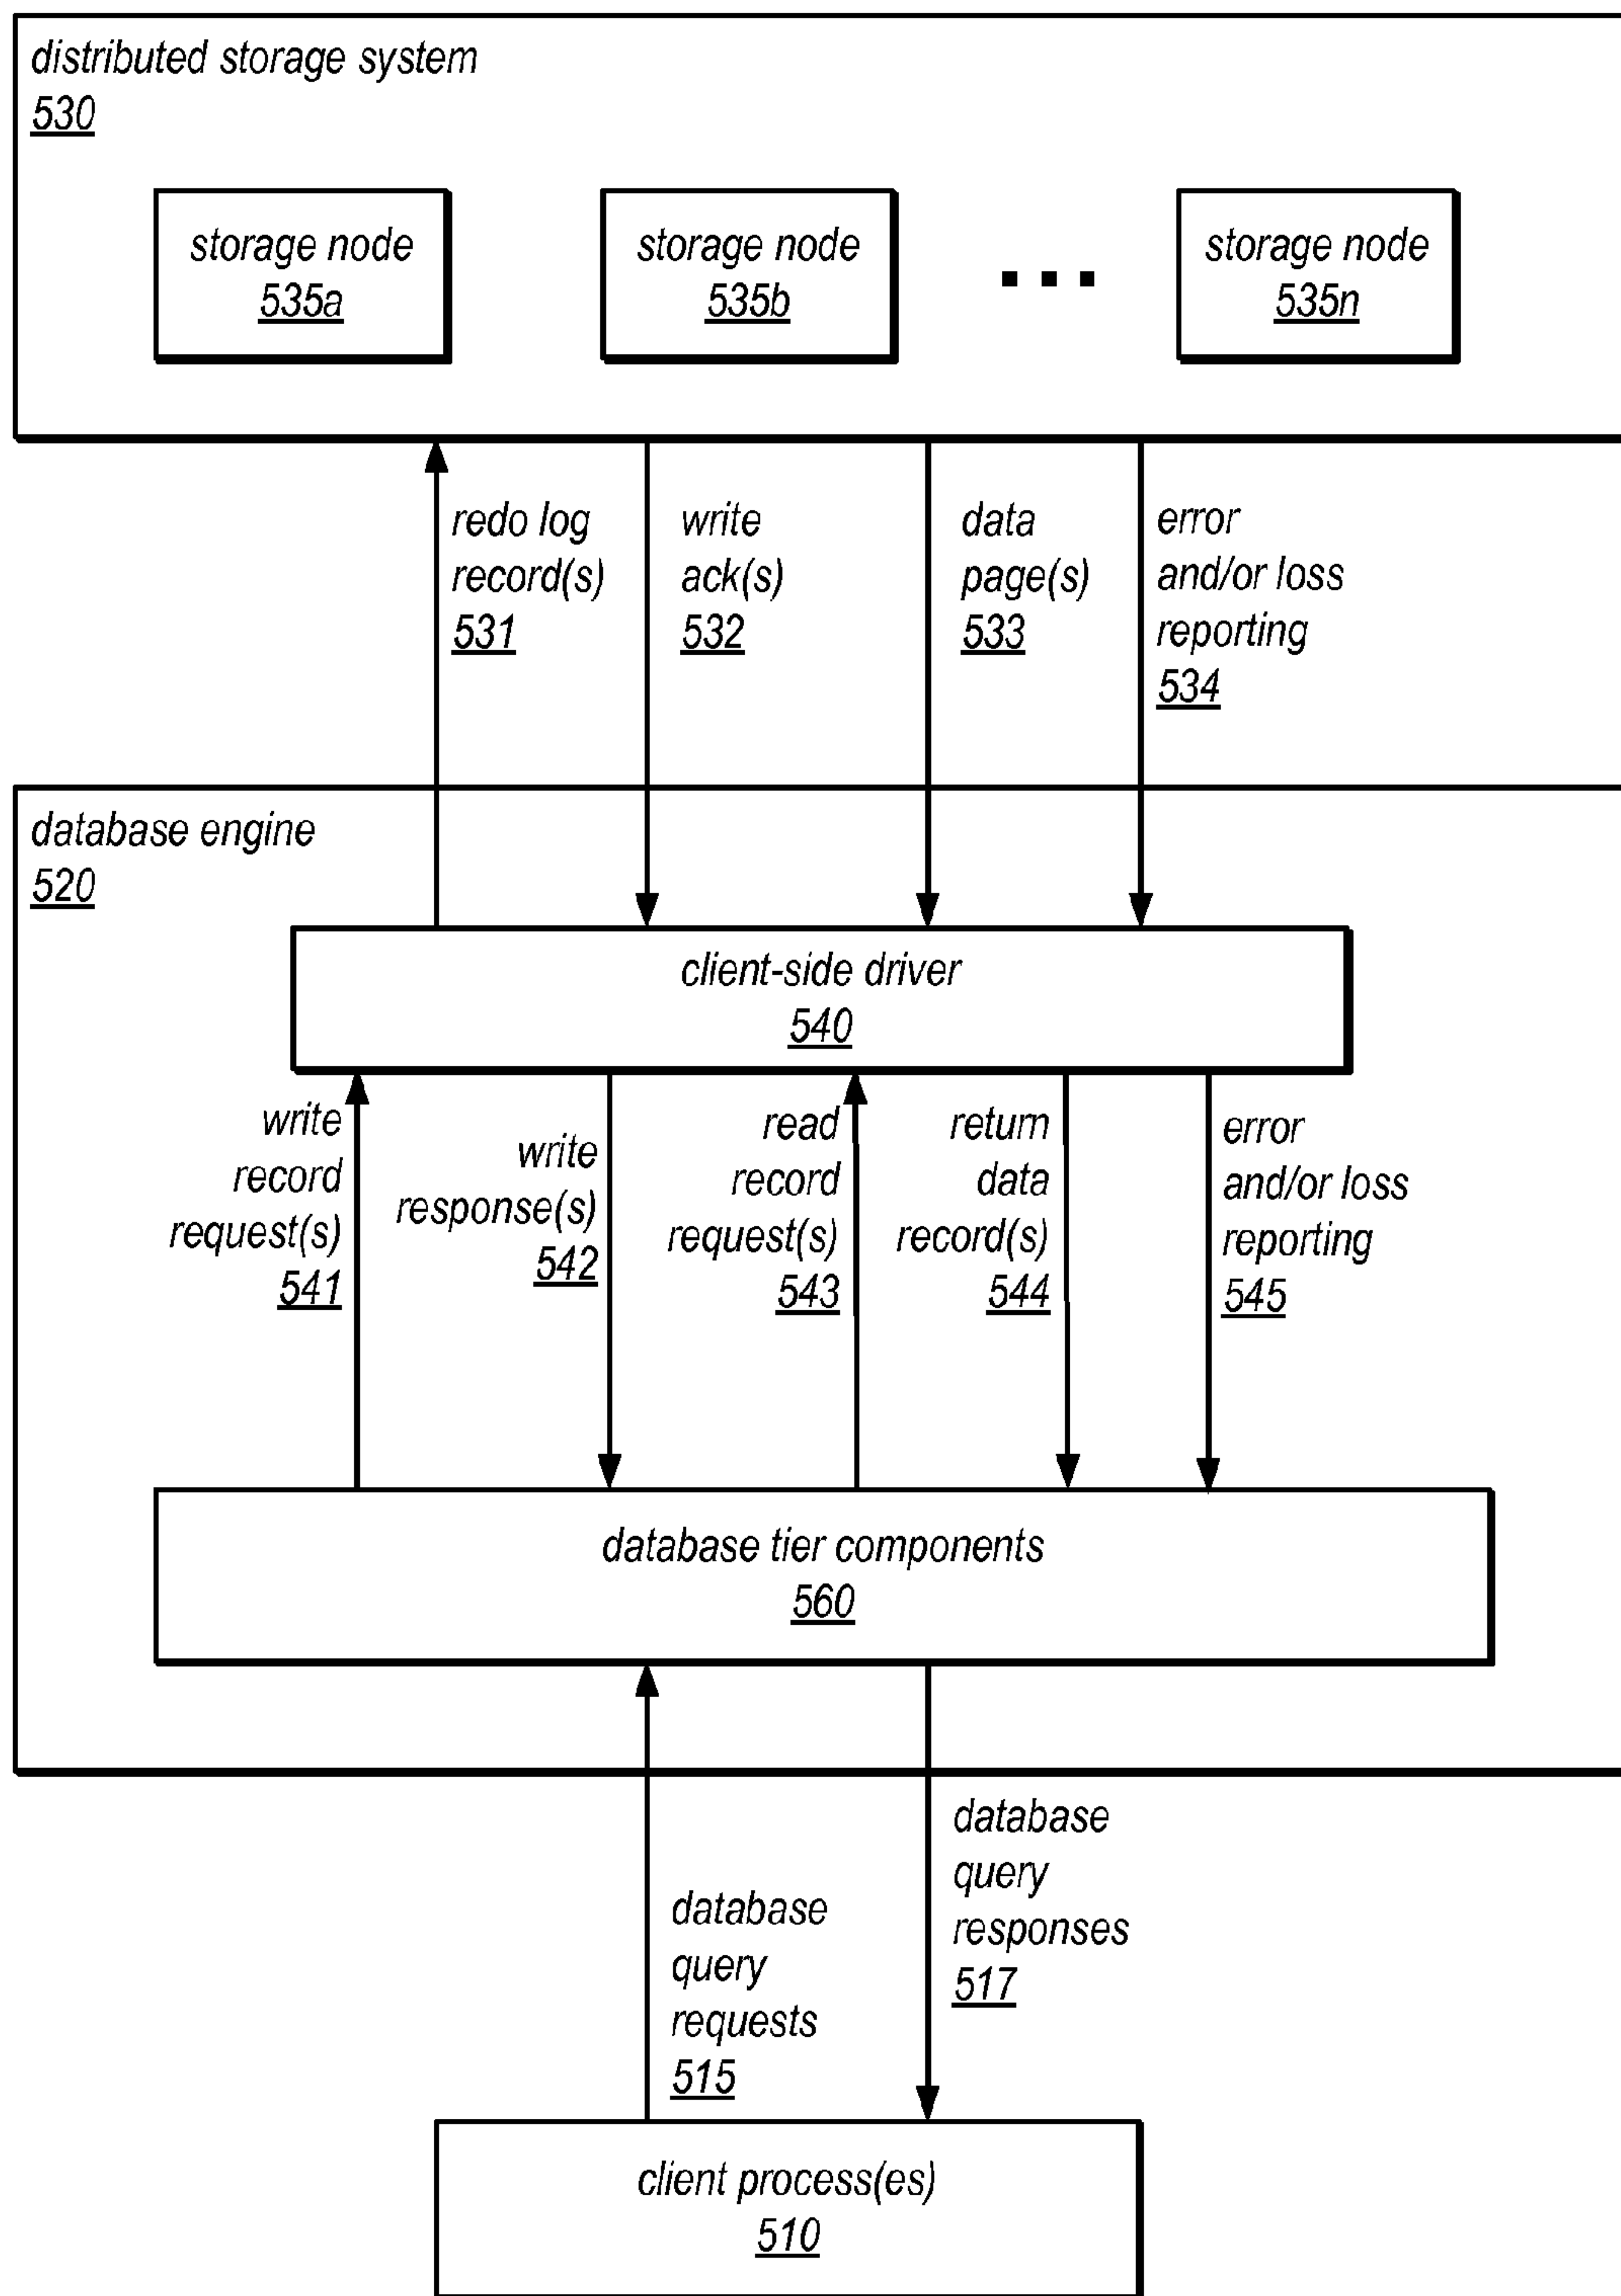 distributed storage system
530
storage node
535a
storage node
535b
...
storage node
535n
redo log
record(s)
531
write
ack(s)
532
data
page(s)
533
error
and/or loss
reporting
534
database engine
520
client-side driver
540
write
record
request(s)
541
write
response(s)
542
read
record
request(s)
543
return
data
record(s)
544
error
and/or loss
reporting
545
database tier components
560
database
query
requests
515
database
query
responses
517
client process(es)
510